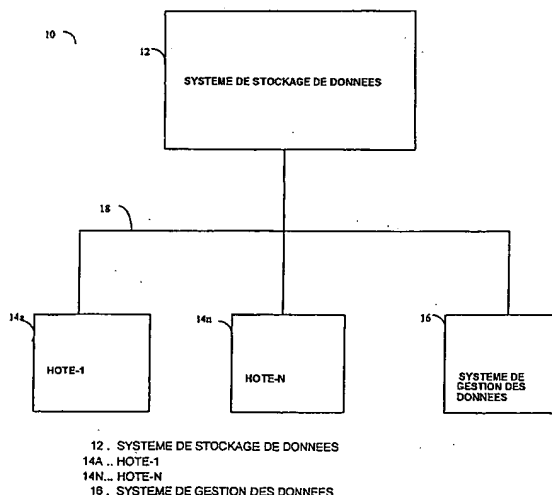 10
12
SYSTEME DE STOCKAGE DE DONNEES
18
14a
HOTE-1
14n
HOTE-N
16
SYSTEME DE
GESTION DES
DONNEES
12 . SYSTEME DE STOCKAGE DE DONNEES
14A .. HOTE-1
14N... HOTE-N
16 . SYSTEME DE GESTION DES DONNEES